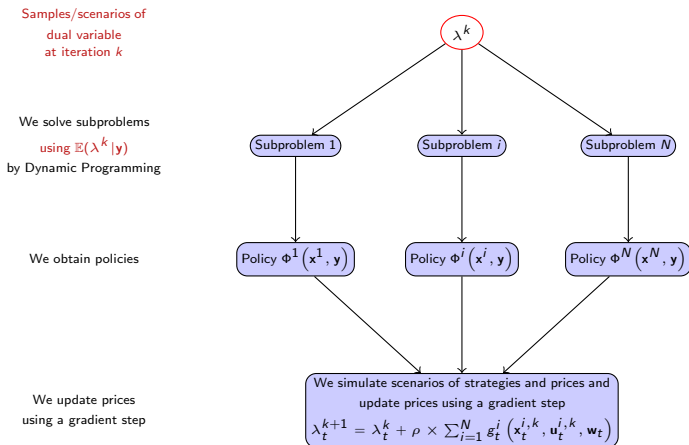 Samples/scenarios of
dual variable
at iteration k
λ^k
We solve subproblems
using 𝔼(λ^k|y)
by Dynamic Programming
Subproblem 1
Subproblem i
Subproblem N
We obtain policies
Policy Φ^1(x^1, y)
Policy Φ^i(x^i, y)
Policy Φ^N(x^N, y)
We update prices
using a gradient step
We simulate scenarios of strategies and prices and
update prices using a gradient step
λ_t^{k+1} = λ_t^k + ρ × ∑_{i=1}^N g_t^i (x_t^{i,k}, u_t^{i,k}, w_t)